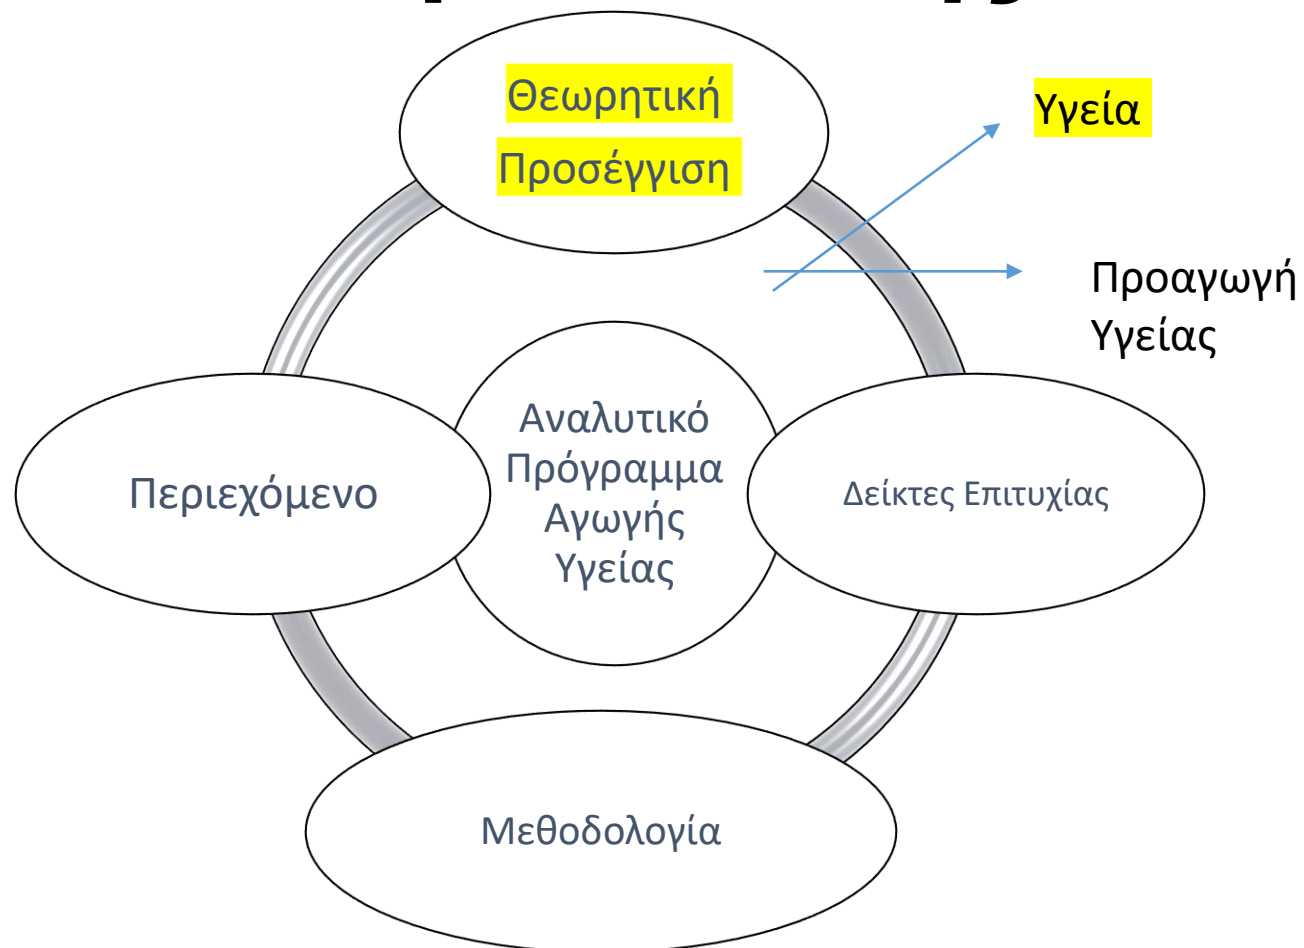 Θεωρητική
Προσέγγιση
Υγεία
Προαγωγή
Υγείας
Αναλυτικό
Πρόγραμμα
Αγωγής
Υγείας
Περιεχόμενο
Δείκτες Επιτυχίας
Μεθοδολογία